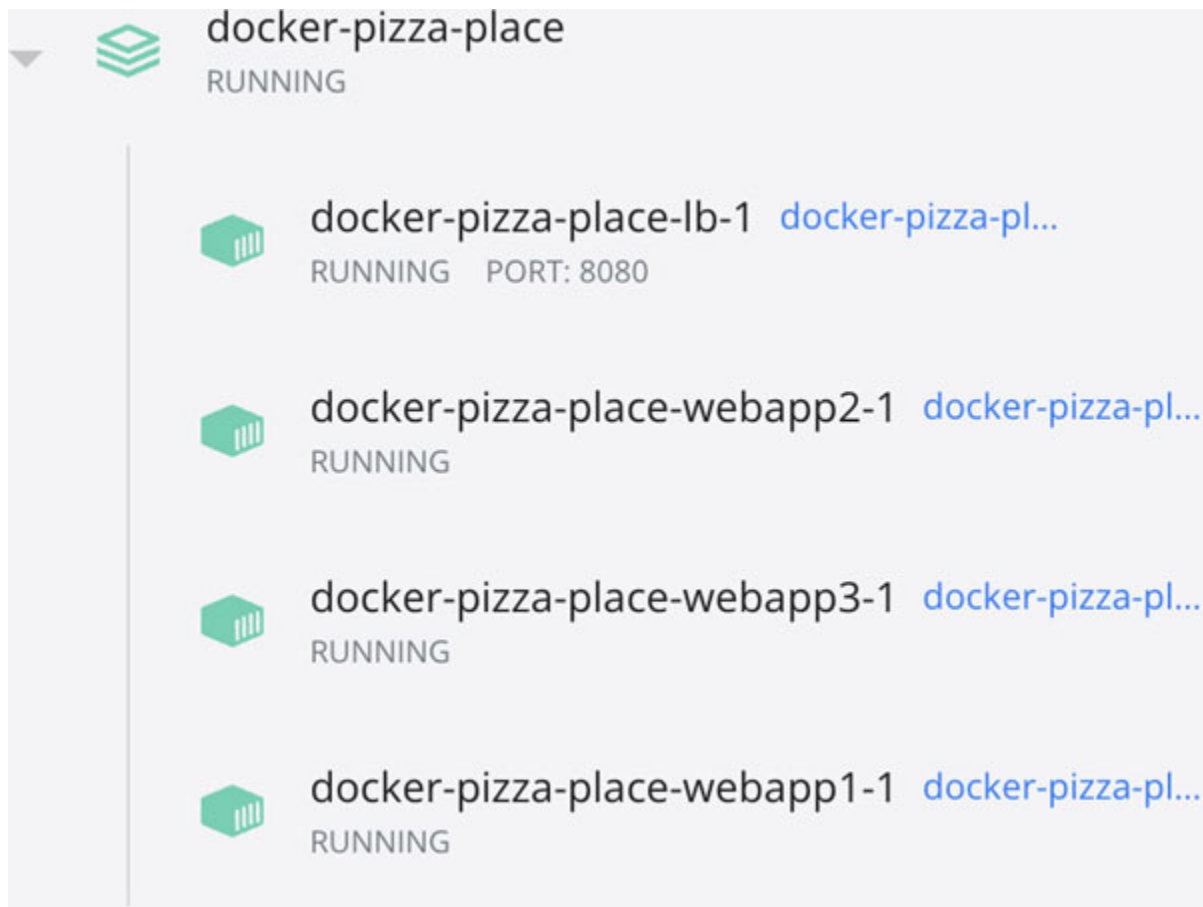 docker-pizza-place
RUNNING
docker-pizza-place-lb-1 docker-pizza-pl...
RUNNING PORT: 8080
docker-pizza-place-webapp2-1 docker-pizza-pl...
RUNNING
docker-pizza-place-webapp3-1 docker-pizza-pl...
RUNNING
docker-pizza-place-webapp1-1 docker-pizza-pl...
RUNNING